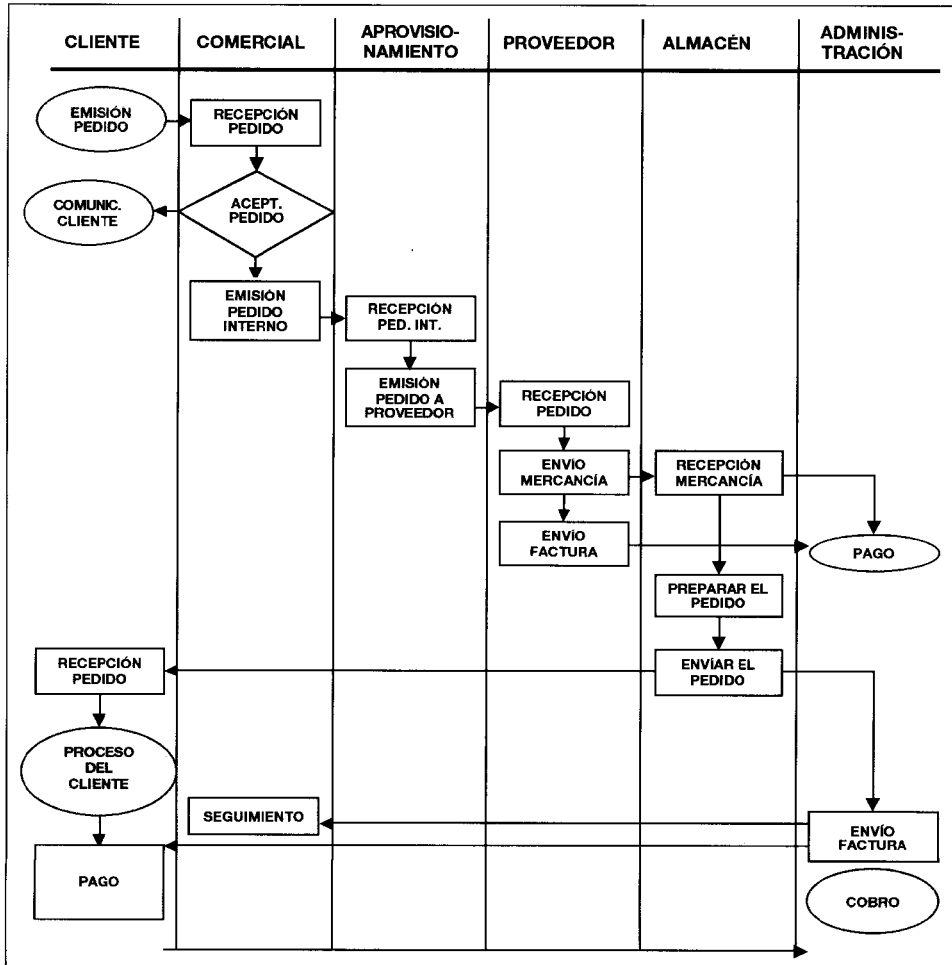 CLIENTE
COMERCIAL
APROVISIO-
NAMIENTO
PROVEEDOR
ALMACÉN
ADMINIS-
TRACIÓN
EMISIÓN
PEDIDO
RECEPCIÓN
PEDIDO
COMUNIC.
CLIENTE
ACEPT.
PEDIDO
EMISIÓN
PEDIDO
INTERNO
RECEPCIÓN
PED. INT.
EMISIÓN
PEDIDO A
PROVEEDOR
RECEPCIÓN
PEDIDO
ENVIO
MERCANCÍA
RECEPCIÓN
MERCANCÍA
ENVÍO
FACTURA
PAGO
PREPARAR EL
PEDIDO
RECEPCIÓN
PEDIDO
ENVÍAR EL
PEDIDO
PROCESO
DEL
CLIENTE
SEGUIMIENTO
ENVÍO
FACTURA
PAGO
COBRO